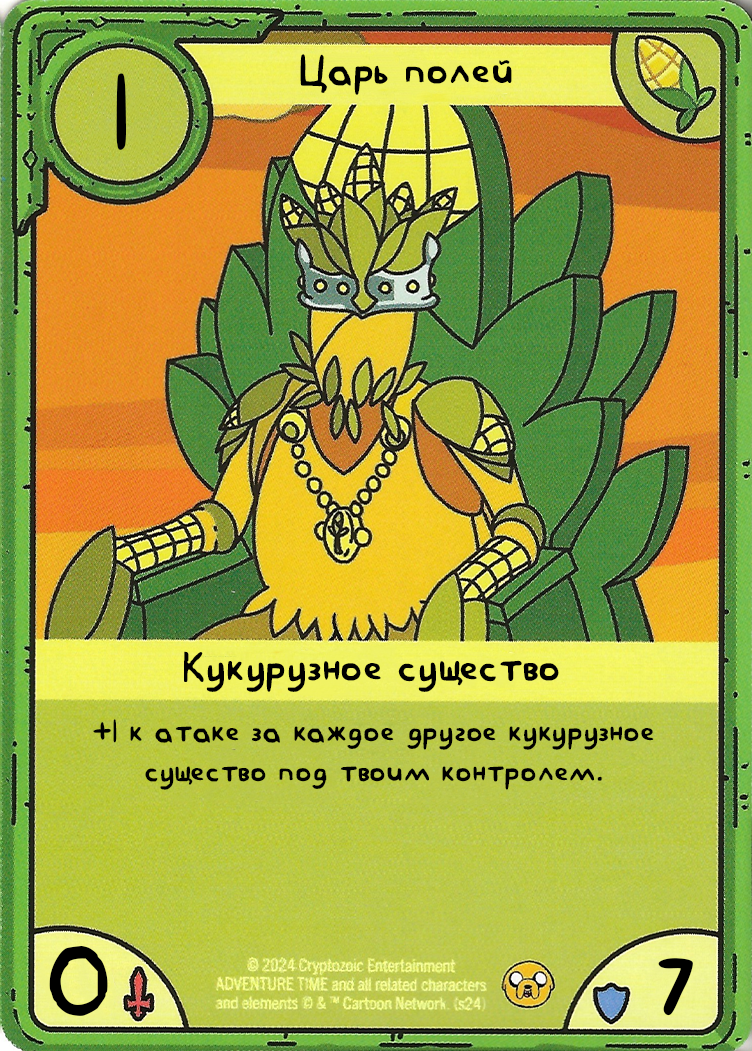 1
Царь полей
Кукурузное существо
+1 к атаке за каждое другое кукурузное
существо под твоим контролем.
0
© 2024 Cryptozoic Entertainment
ADVENTURE TIME and all related characters
and elements © & ™ Cartoon Network. (s24)
7